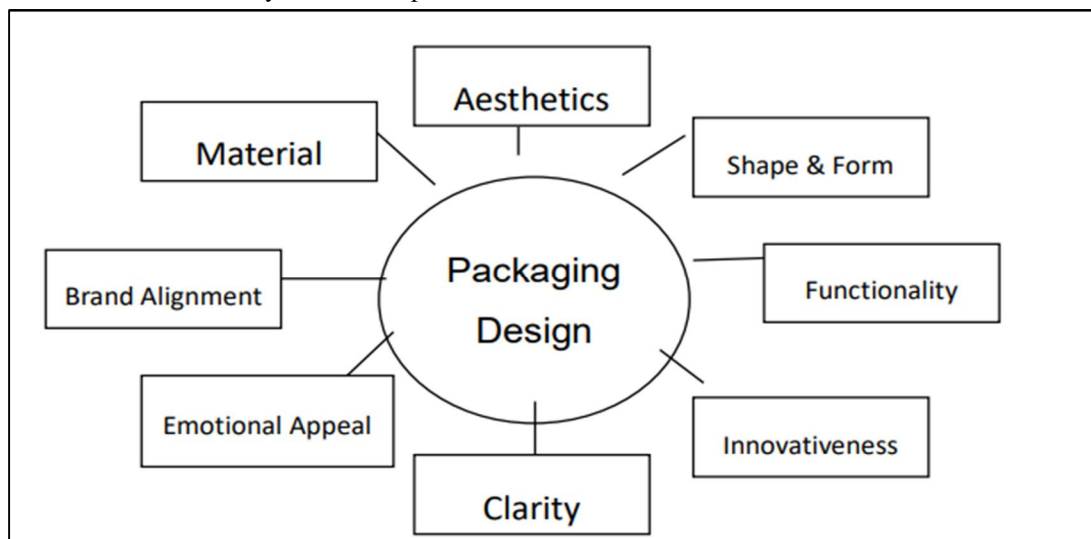 Aesthetics
Material
Shape & Form
Brand Alignment
Packaging
Design
Functionality
Emotional Appeal
Innovativeness
Clarity